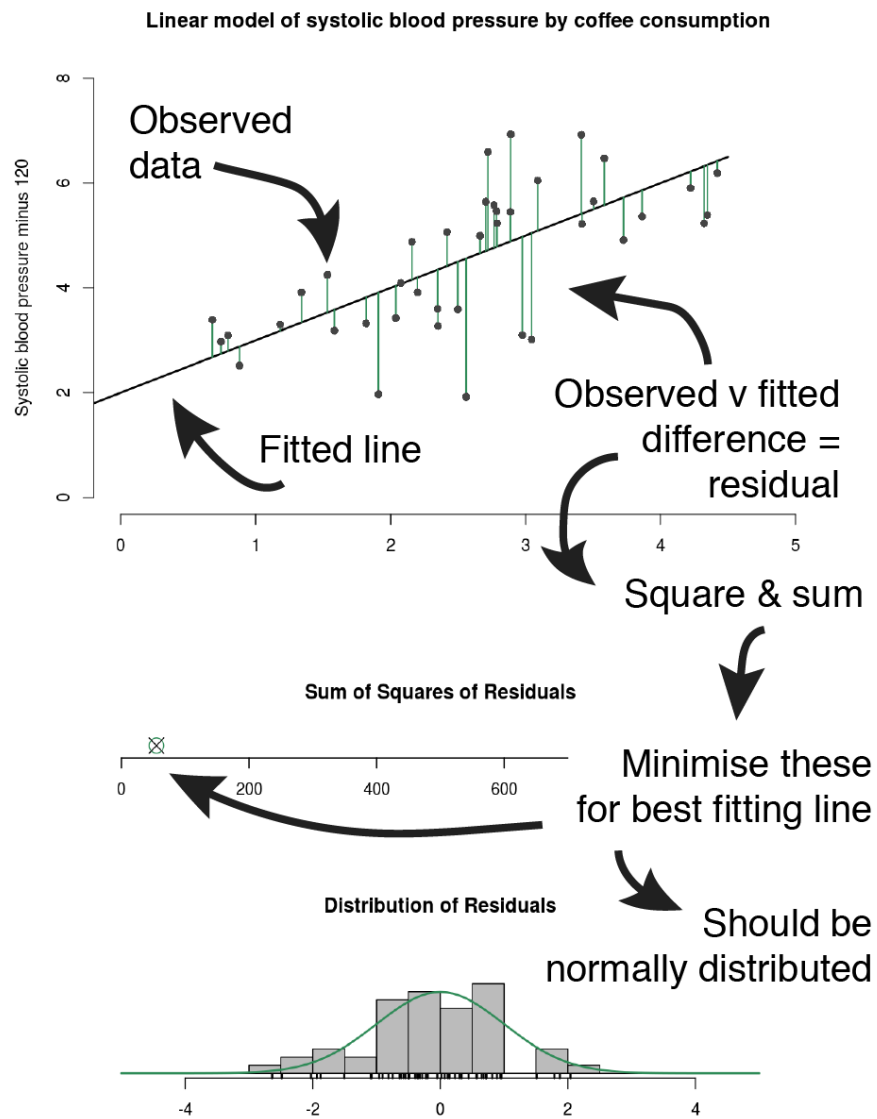 Linear model of systolic blood pressure by coffee consumption
Systolic blood pressure minus 120
8
6
4
2
0
Observed
data
Fitted line
Observed v fitted
difference =
residual
0 1 2 3 4 5
Square & sum
Sum of Squares of Residuals
0 200 400 600
Minimise these
for best fitting line
Distribution of Residuals
Should be
normally distributed
-4 -2 0 2 4